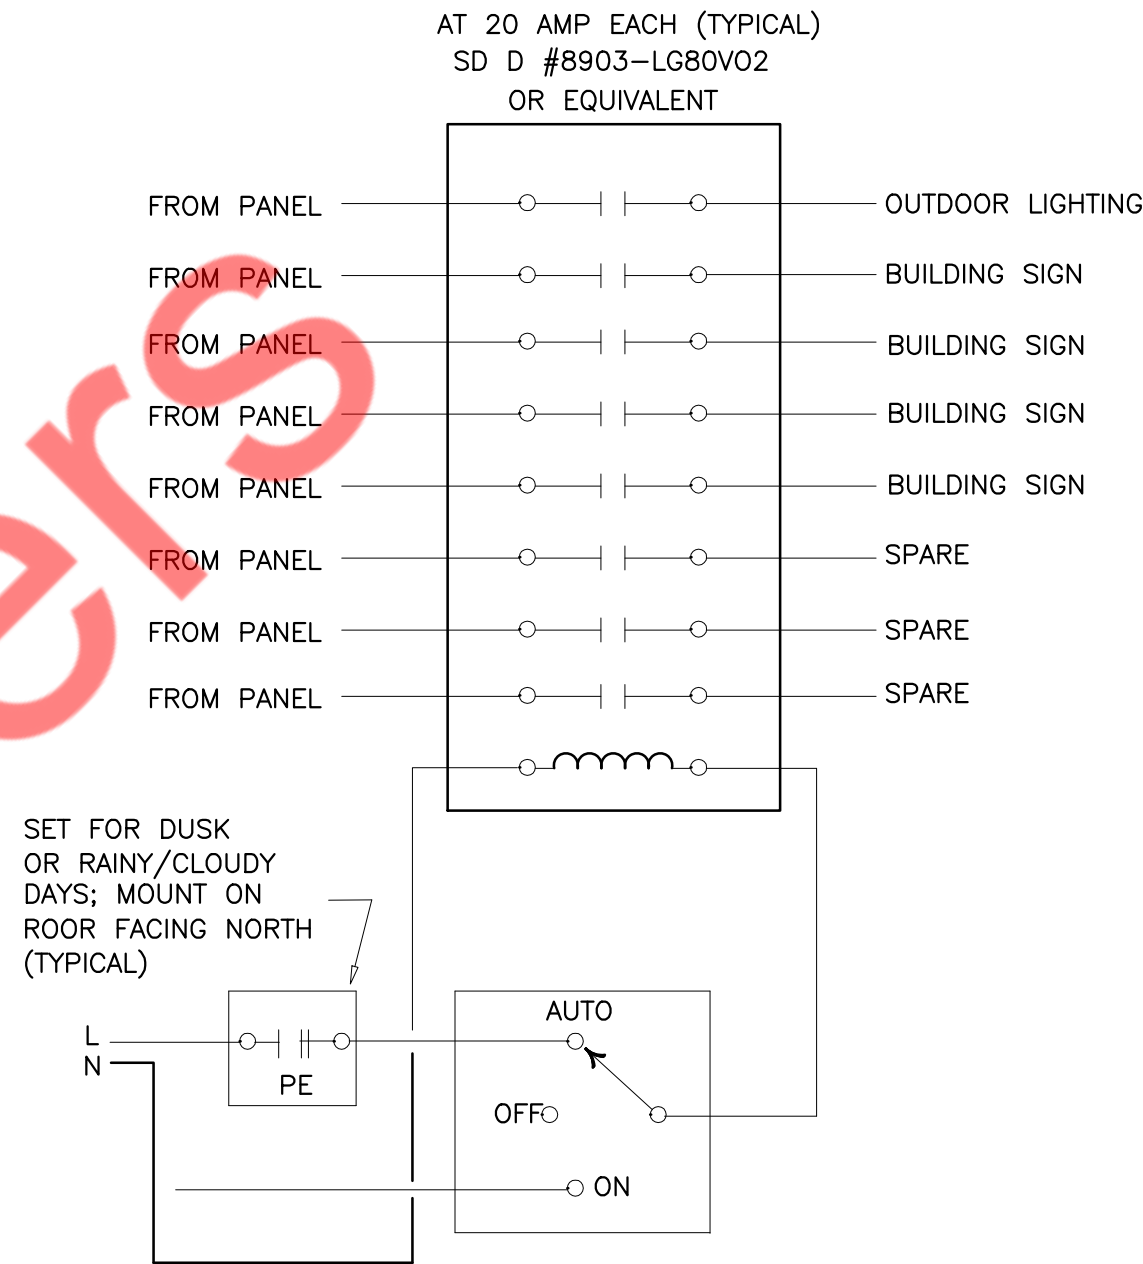 AT 20 AMP EACH (TYPICAL)
SD D #8903-LG80VO2
OR EQUIVALENT
FROM PANEL OUTDOOR LIGHTING
FROM PANEL BUILDING SIGN
FROM PANEL BUILDING SIGN
FROM PANEL BUILDING SIGN
FROM PANEL BUILDING SIGN
FROM PANEL SPARE
FROM PANEL SPARE
FROM PANEL SPARE
SET FOR DUSK
OR RAINY/CLOUDY
DAYS; MOUNT ON
ROOR FACING NORTH
(TYPICAL)
AUTO
L
N
PE
OFF
ON
ers